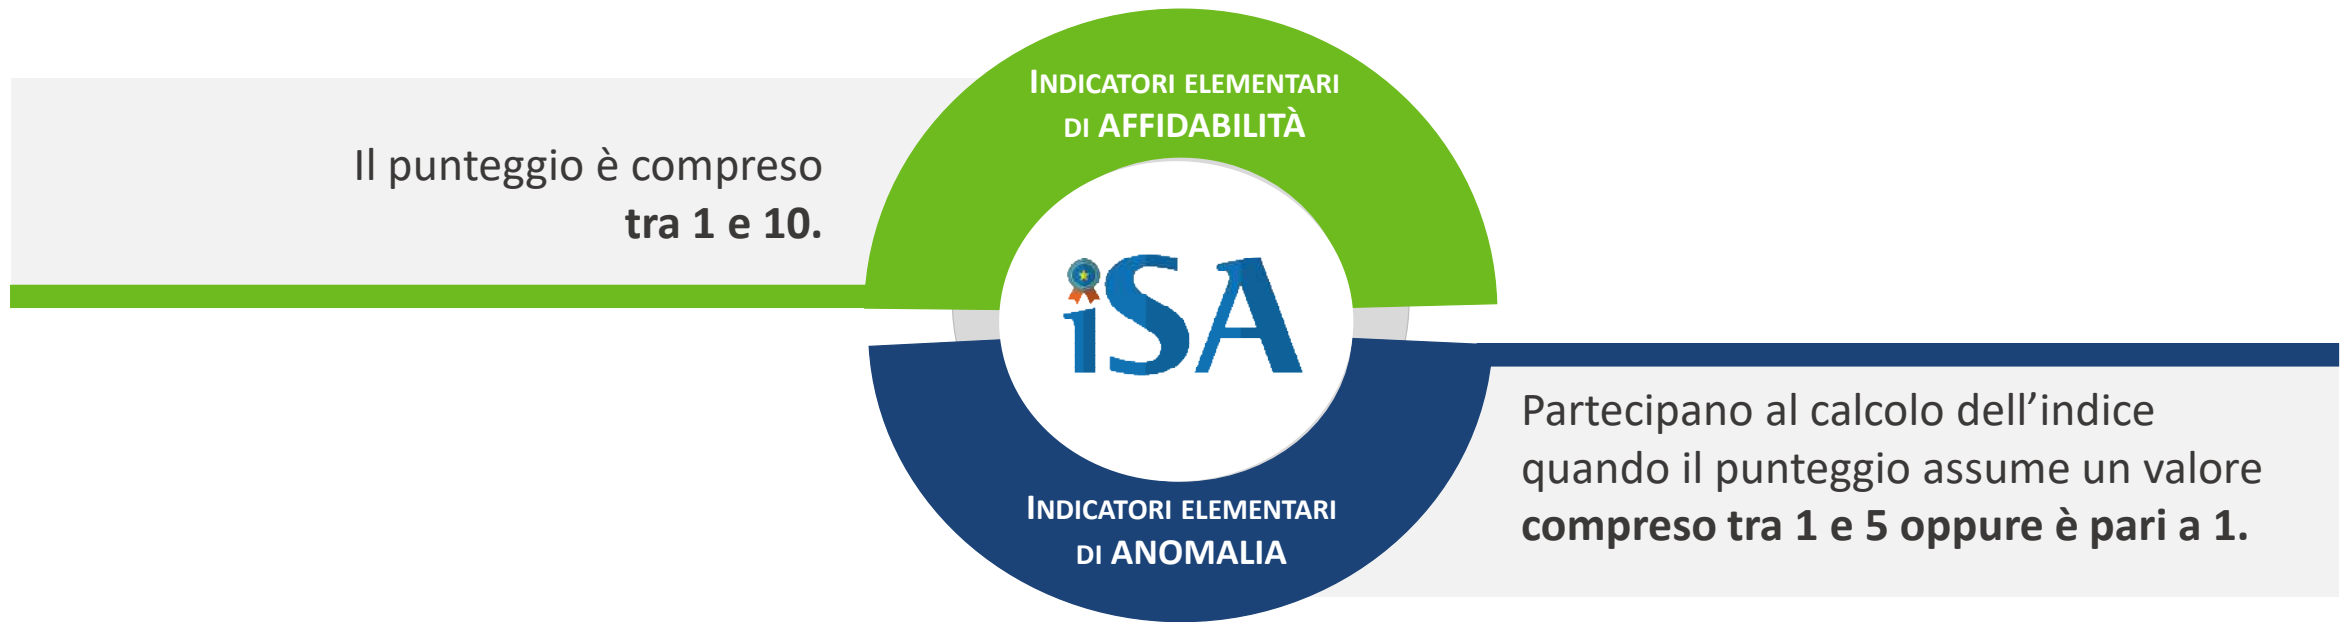 Indicatori elementari
di AFFIDABILITÀ
Il punteggio è compreso
tra 1 e 10.
iSA
Partecipano al calcolo dell’indice
quando il punteggio assume un valore
compreso tra 1 e 5 oppure è pari a 1.
Indicatori elementari
di ANOMALIA